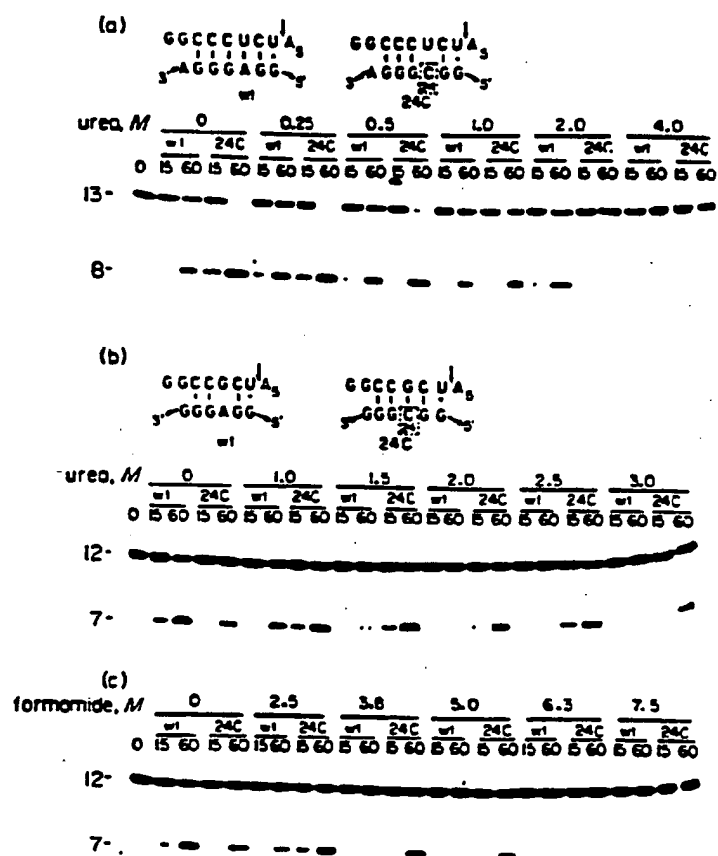 (a)
G G C C C U C U A 5
3' A G G G A G G 5'
wt
G G C C C U C U A 5
3' A G G G C G G 5'
24C
urea, M 0 0.25 0.5 1.0 2.0 4.0
wt 24C wt 24C wt 24C wt 24C wt 24C wt 24C
0 15 60 15 60 15 60 15 60 15 60 15 60 15 60 15 60 15 60 15 60 15 60 15 60
13-
8-
(b)
G G C C G C U A 5
3' G G G A G G 5'
wt
G G C C G C U A 5
3' G G G C G G 5'
24C
urea, M 0 1.0 1.5 2.0 2.5 3.0
wt 24C wt 24C wt 24C wt 24C wt 24C wt 24C
0 15 60 15 60 15 60 15 60 15 60 15 60 15 60 15 60 15 60 15 60 15 60 15 60
12-
7-
(c)
formamide, M 0 2.5 3.8 5.0 6.3 7.5
wt 24C wt 24C wt 24C wt 24C wt 24C wt 24C
0 15 60 15 60 15 60 15 60 15 60 15 60 15 60 15 60 15 60 15 60 15 60 15 60
12-
7-